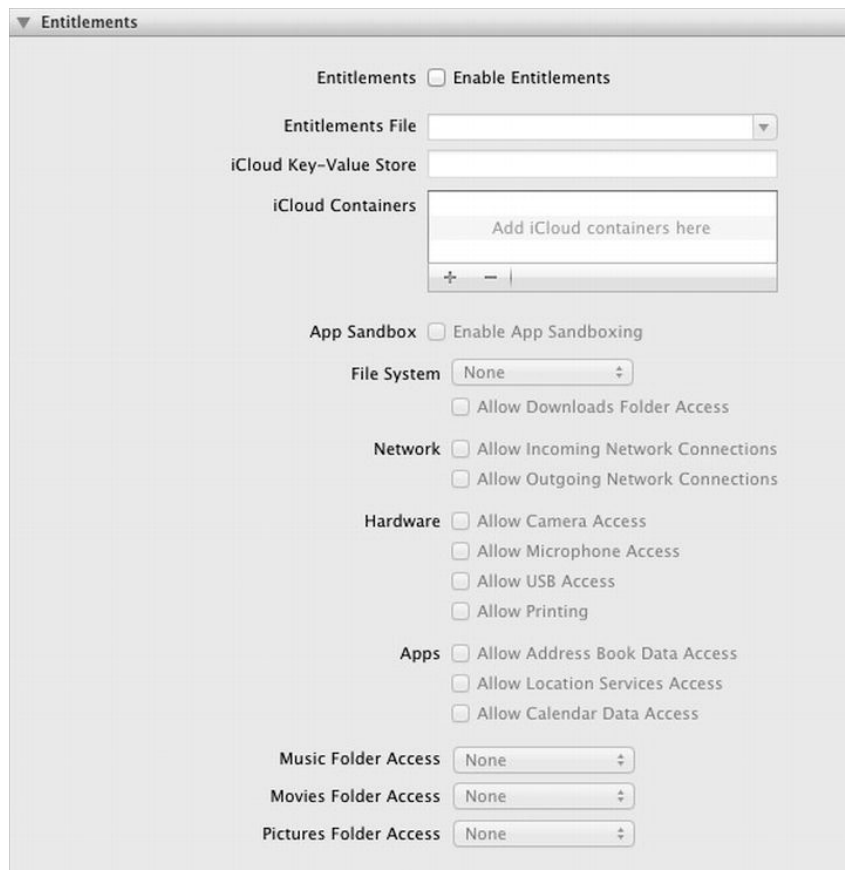 Entitlements
Entitlements Enable Entitlements
Entitlements File
iCloud Key-Value Store
iCloud Containers
Add iCloud containers here
App Sandbox Enable App Sandboxing
File System None
Allow Downloads Folder Access
Network Allow Incoming Network Connections
Allow Outgoing Network Connections
Hardware Allow Camera Access
Allow Microphone Access
Allow USB Access
Allow Printing
Apps Allow Address Book Data Access
Allow Location Services Access
Allow Calendar Data Access
Music Folder Access None
Movies Folder Access None
Pictures Folder Access None